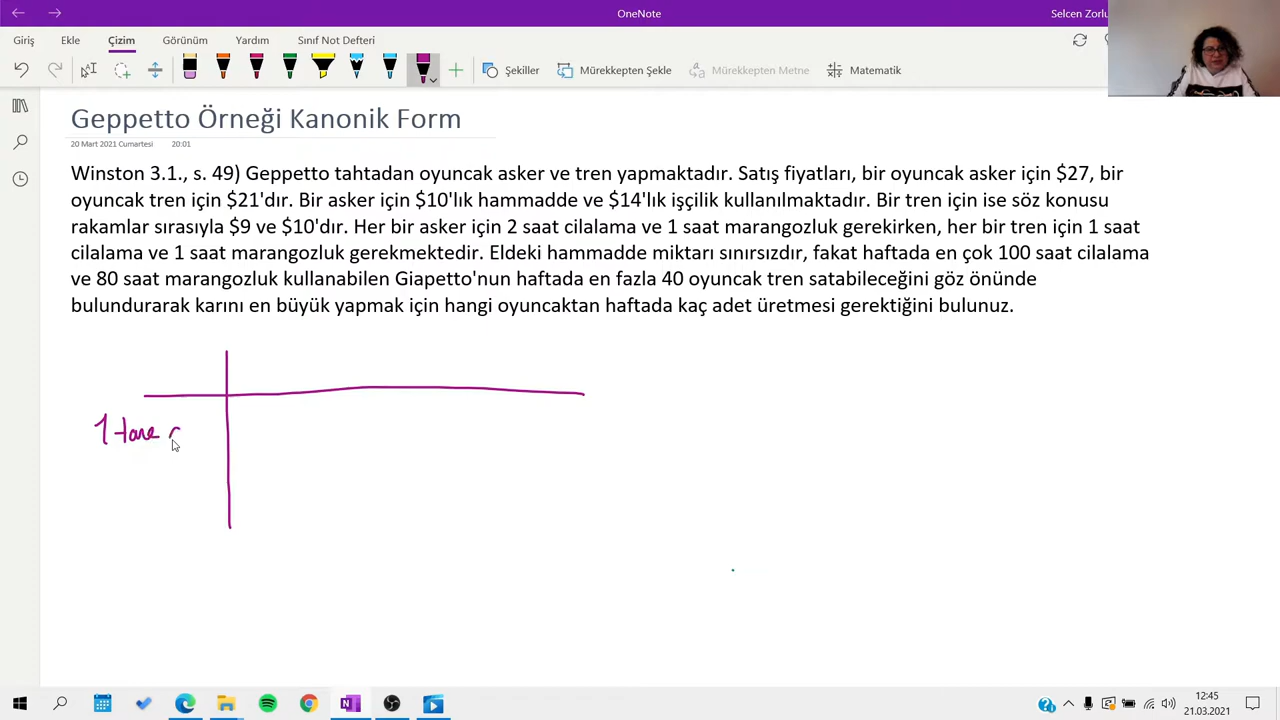 OneNote
Selcen Zorlu
Giriş Ekle Çizim Görünüm Yardım Sınıf Not Defteri
Şekiller Mürekkepten Şekle Mürekkepten Metne Matematik
Geppetto Örneği Kanonik Form
20 Mart 2021 Cumartesi 20:01
Winston 3.1., s. 49) Geppetto tahtadan oyuncak asker ve tren yapmaktadır. Satış fiyatları, bir oyuncak asker için $27, bir
oyuncak tren için $21'dır. Bir asker için $10'lık hammadde ve $14'lık işçilik kullanılmaktadır. Bir tren için ise söz konusu
rakamlar sırasıyla $9 ve $10'dır. Her bir asker için 2 saat cilalama ve 1 saat marangozluk gerekirken, her bir tren için 1 saat
cilalama ve 1 saat marangozluk gerekmektedir. Eldeki hammadde miktarı sınırsızdır, fakat haftada en çok 100 saat cilalama
ve 80 saat marangozluk kullanabilen Giapetto'nun haftada en fazla 40 oyuncak tren satabileceğini göz önünde
bulundurarak karını en büyük yapmak için hangi oyuncaktan haftada kaç adet üretmesi gerektiğini bulunuz.
1 tane
12:45
21.03.2021